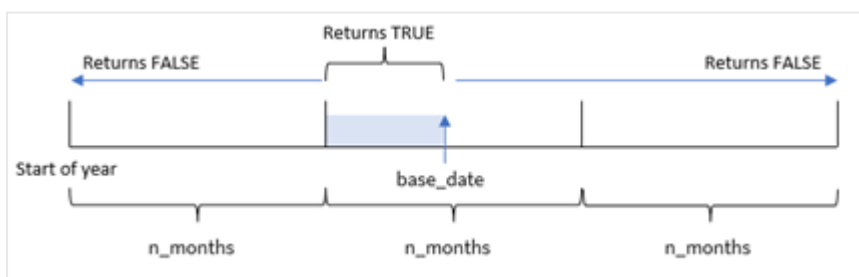 Returns TRUE
Returns FALSE
Returns FALSE
Start of year
base_date
n_months
n_months
n_months